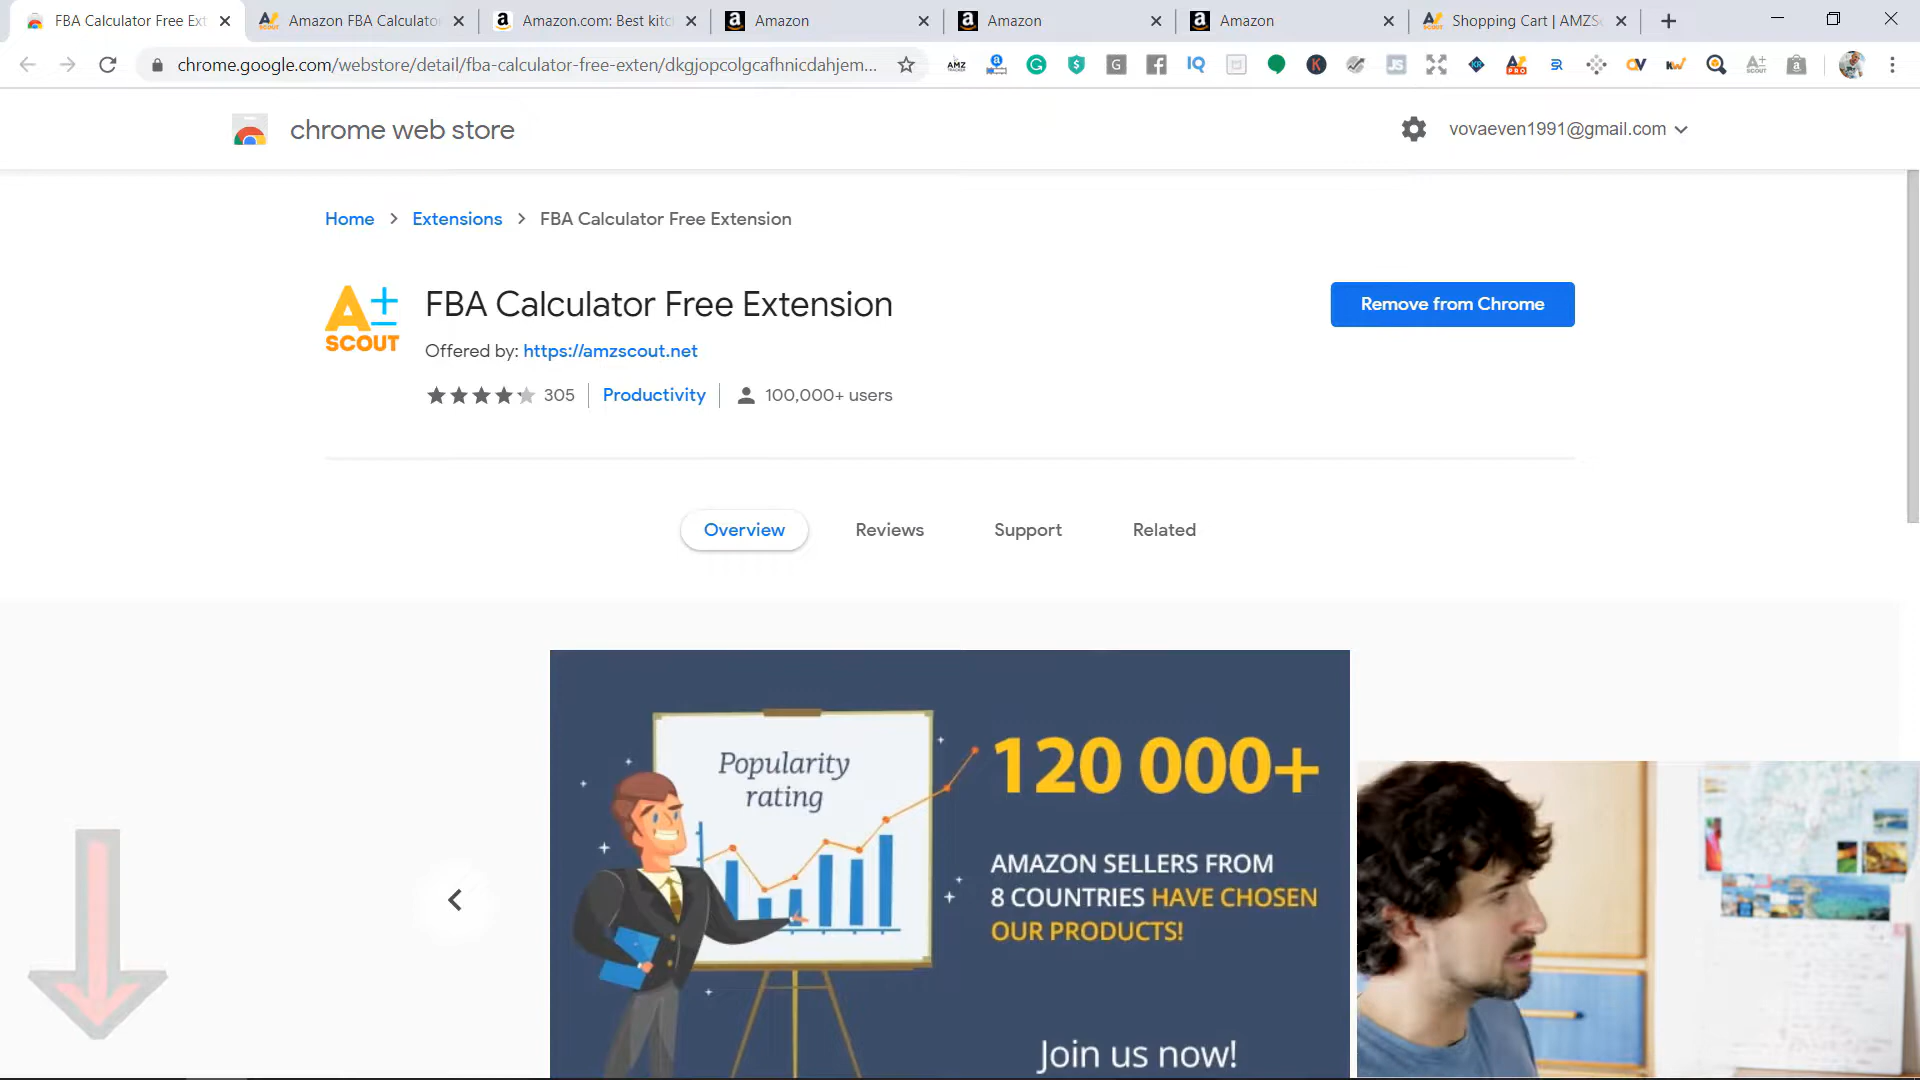 FBA Calculator Free Ext
Amazon FBA Calculator
Amazon.com: Best kitc
Amazon
Amazon
Amazon
Shopping Cart | AMZSc
chrome.google.com/webstore/detail/fba-calculator-free-exten/dkgjopcolgcafhnicdahjem...
chrome web store
vovaeven1991@gmail.com
Home
Extensions
FBA Calculator Free Extension
A±
SCOUT
FBA Calculator Free Extension
Remove from Chrome
Offered by: https://amzscout.net
305
Productivity
100,000+ users
Overview
Reviews
Support
Related
Popularity
rating
120 000+
AMAZON SELLERS FROM
8 COUNTRIES HAVE CHOSEN
OUR PRODUCTS!
Join us now!